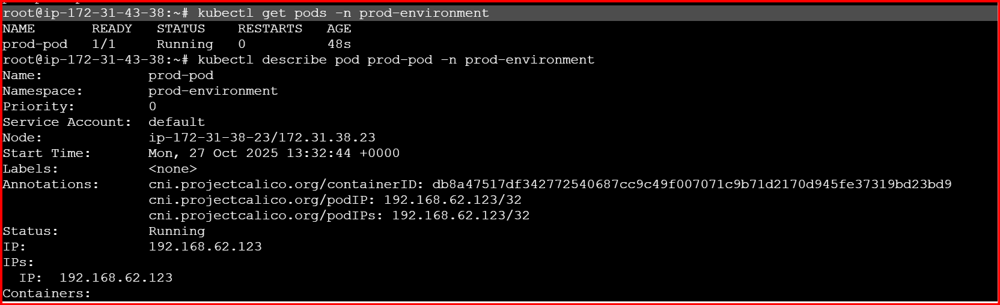 root@ip-172-31-43-38:~# kubectl get pods -n prod-environment
NAME       READY   STATUS    RESTARTS   AGE
prod-pod   1/1     Running   0          48s
root@ip-172-31-43-38:~# kubectl describe pod prod-pod -n prod-environment
Name:             prod-pod
Namespace:        prod-environment
Priority:         0
Service Account:  default
Node:             ip-172-31-38-23/172.31.38.23
Start Time:       Mon, 27 Oct 2025 13:32:44 +0000
Labels:           <none>
Annotations:      cni.projectcalico.org/containerID: db8a47517df342772540687cc9c49f007071c9b71d2170d945fe37319bd23bd9
                  cni.projectcalico.org/podIP: 192.168.62.123/32
                  cni.projectcalico.org/podIPs: 192.168.62.123/32
Status:           Running
IP:               192.168.62.123
IPs:
  IP:  192.168.62.123
Containers: